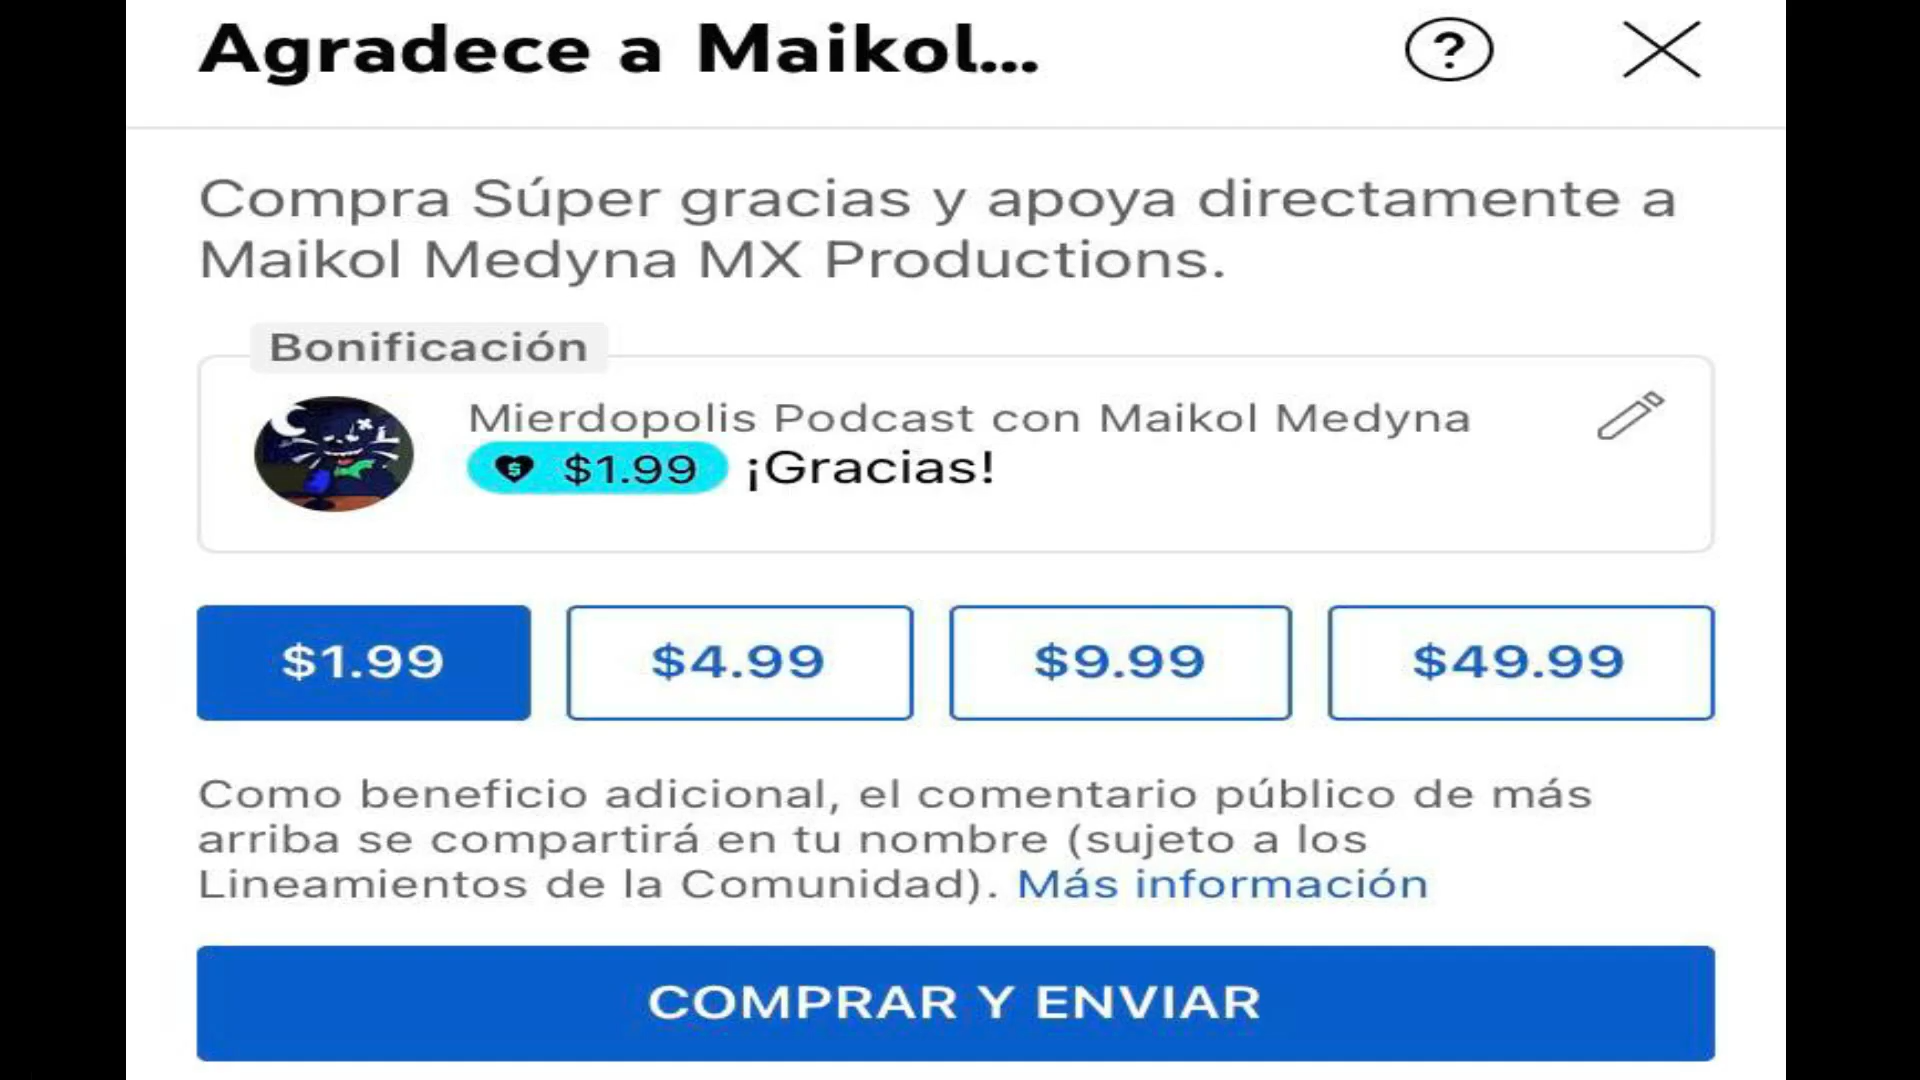 Agradece a Maikol...
?
Compra Súper gracias y apoya directamente a
Maikol Medyna MX Productions.
Bonificación
Mierdopolis Podcast con Maikol Medyna
$ $1.99 ¡Gracias!
$1.99 $4.99 $9.99 $49.99
Como beneficio adicional, el comentario público de más
arriba se compartirá en tu nombre (sujeto a los
Lineamientos de la Comunidad). Más información
COMPRAR Y ENVIAR